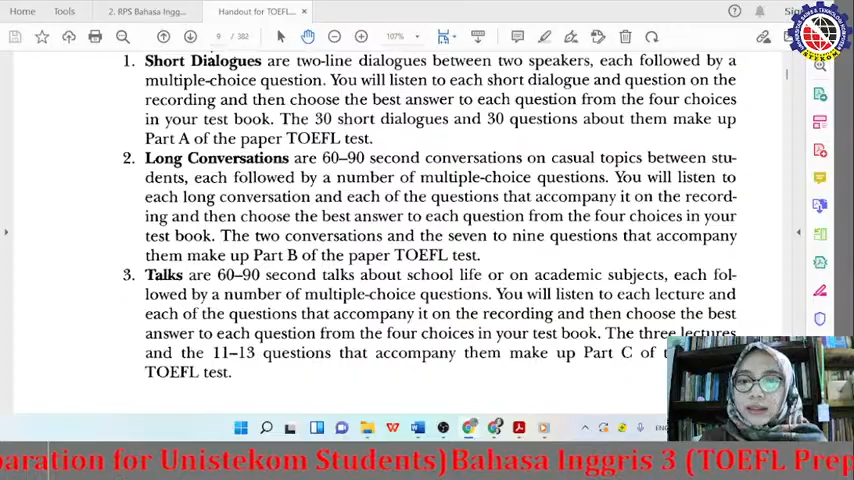 Home
Tools
2. RPS Bahasa Ingg...
Handout for TOEFL...
×
9 / 382
107%
1. Short Dialogues are two-line dialogues between two speakers, each followed by a
multiple-choice question. You will listen to each short dialogue and question on the
recording and then choose the best answer to each question from the four choices
in your test book. The 30 short dialogues and 30 questions about them make up
Part A of the paper TOEFL test.
2. Long Conversations are 60–90 second conversations on casual topics between stu-
dents, each followed by a number of multiple-choice questions. You will listen to
each long conversation and each of the questions that accompany it on the record-
ing and then choose the best answer to each question from the four choices in your
test book. The two conversations and the seven to nine questions that accompany
them make up Part B of the paper TOEFL test.
3. Talks are 60–90 second talks about school life or on academic subjects, each fol-
lowed by a number of multiple-choice questions. You will listen to each lecture and
each of the questions that accompany it on the recording and then choose the best
answer to each question from the four choices in your test book. The three lectures
and the 11–13 questions that accompany them make up Part C of
TOEFL test.
paration for Unistekom Students)Bahasa Inggris 3 (TOEFL Prep